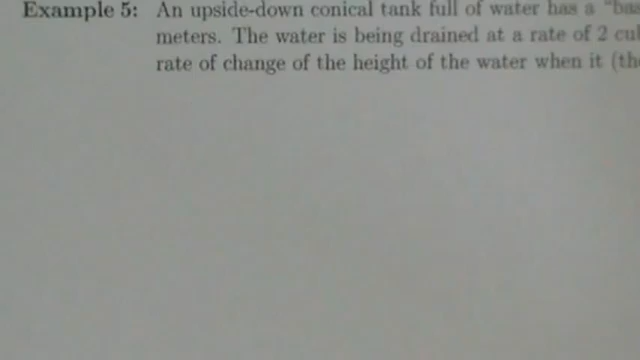 Example 5: An upside-down conical tank full of water has a
meters. The water is being drained at a rate of 2
rate of change of the height of the water when it